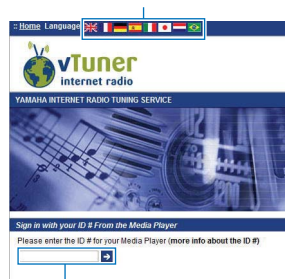 :: Home Language
vTuner
internet radio
YAMAHA INTERNET RADIO TUNING SERVICE
Sign in with your ID # From the Media Player
Please enter the ID # for your Media Player (more info about the ID #)